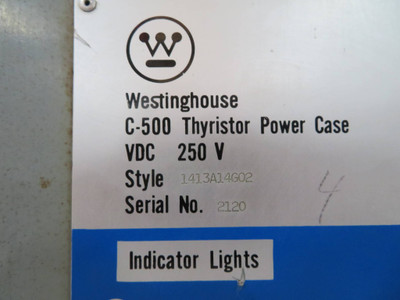 W
Westinghouse
C-500 Thyristor Power Case
VDC 250 V
Style 1413A14G02
Serial No. 2120
4
Indicator Lights